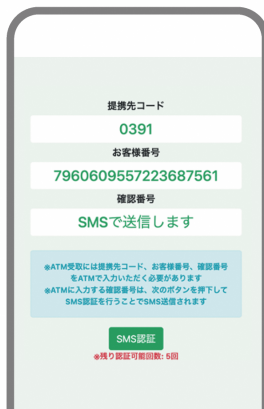 提携先コード
0391
お客様番号
7960609557223687561
確認番号
SMSで送信します
※ATM受取には提携先コード、お客様番号、確認番号
をATMで入力いただく必要があります
※ATMに入力する確認番号は、次のボタンを押下して
SMS認証を行うことでSMS送信されます
SMS認証
※残り認証可能回数: 5回